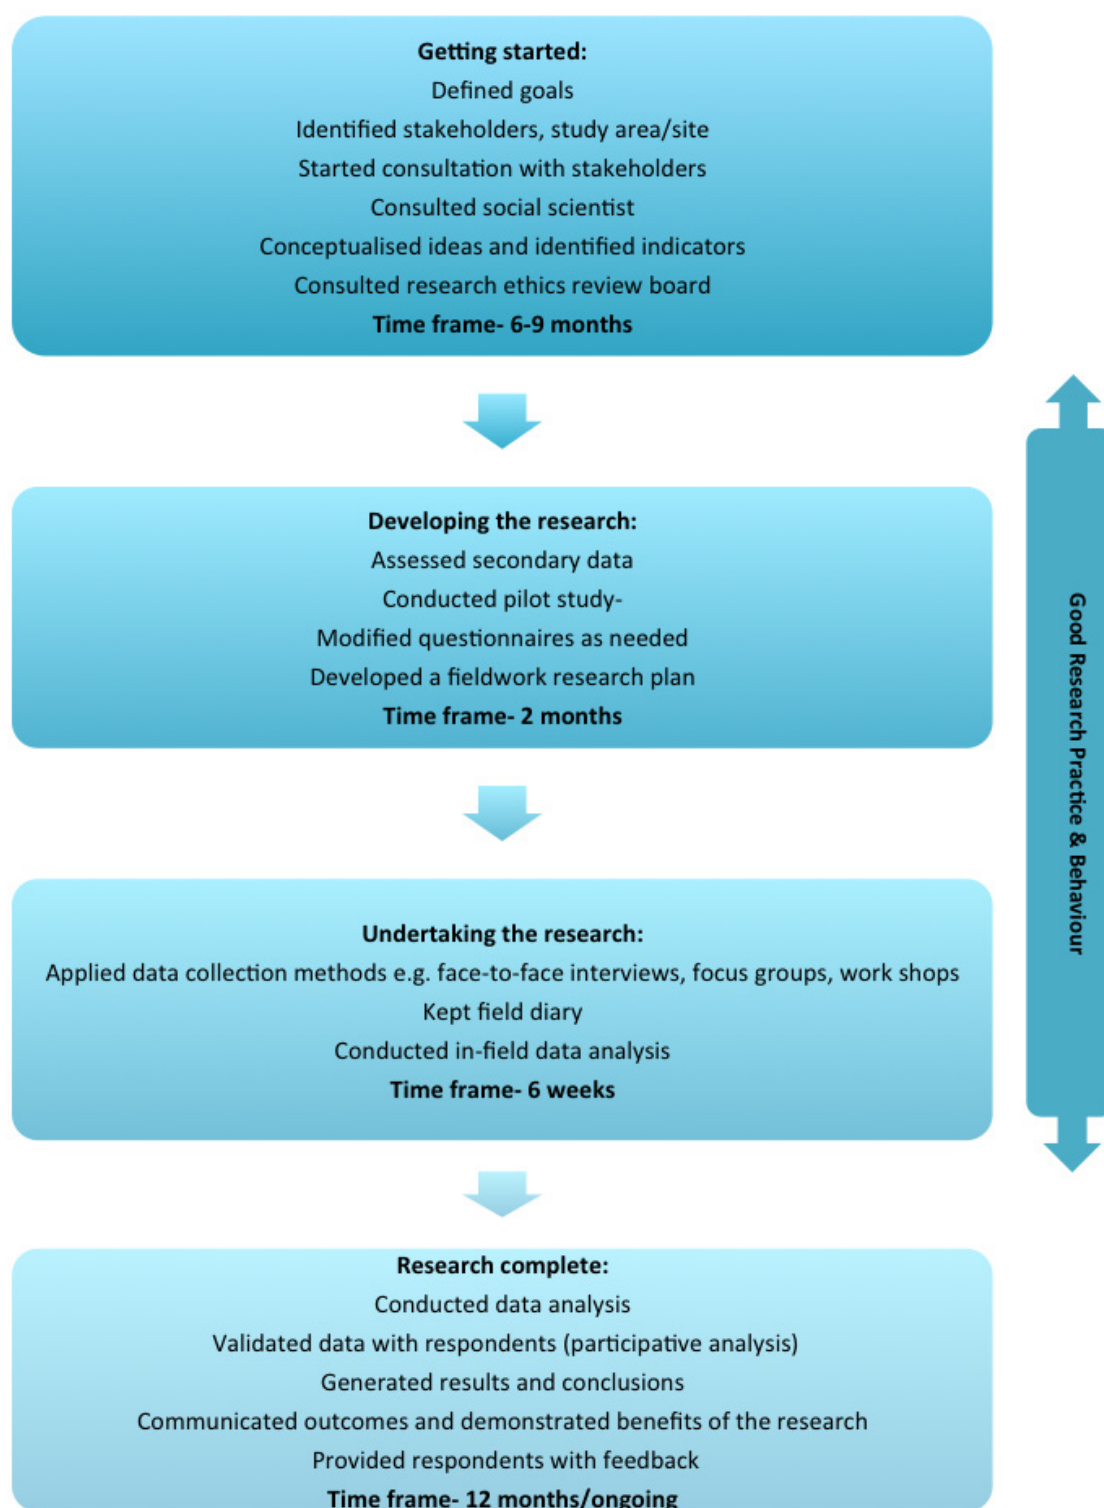 Getting started:
Defined goals
Identified stakeholders, study area/site
Started consultation with stakeholders
Consulted social scientist
Conceptualised ideas and identified indicators
Consulted research ethics review board
Time frame- 6-9 months
Developing the research:
Assessed secondary data
Conducted pilot study-
Modified questionnaires as needed
Developed a fieldwork research plan
Time frame- 2 months
Undertaking the research:
Applied data collection methods e.g. face-to-face interviews, focus groups, work shops
Kept field diary
Conducted in-field data analysis
Time frame- 6 weeks
Research complete:
Conducted data analysis
Validated data with respondents (participative analysis)
Generated results and conclusions
Communicated outcomes and demonstrated benefits of the research
Provided respondents with feedback
Time frame- 12 months/ongoing
Good Research Practice & Behaviour